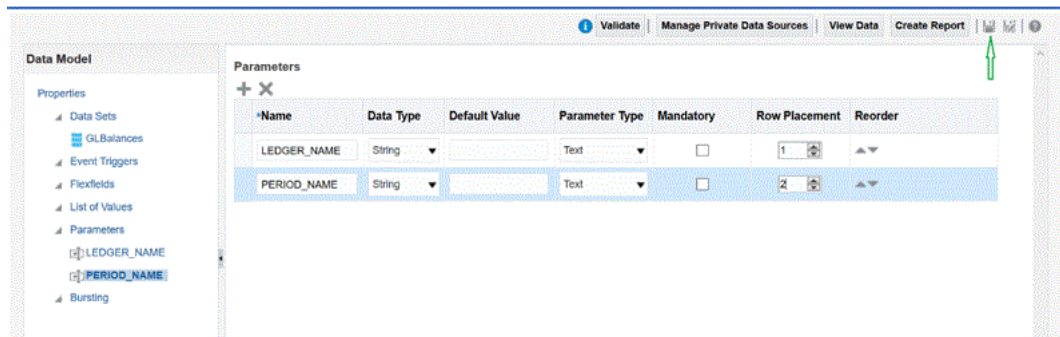 Validate Manage Private Data Sources View Data Create Report
Data Model
Parameters
Properties
*Name Data Type Default Value Parameter Type Mandatory Row Placement Reorder
Data Sets
GLBalances
LEDGER_NAME String Text 1
Event Triggers
Flexfields
PERIOD_NAME String Text 2
List of Values
Parameters
LEDGER_NAME
PERIOD_NAME
Bursting